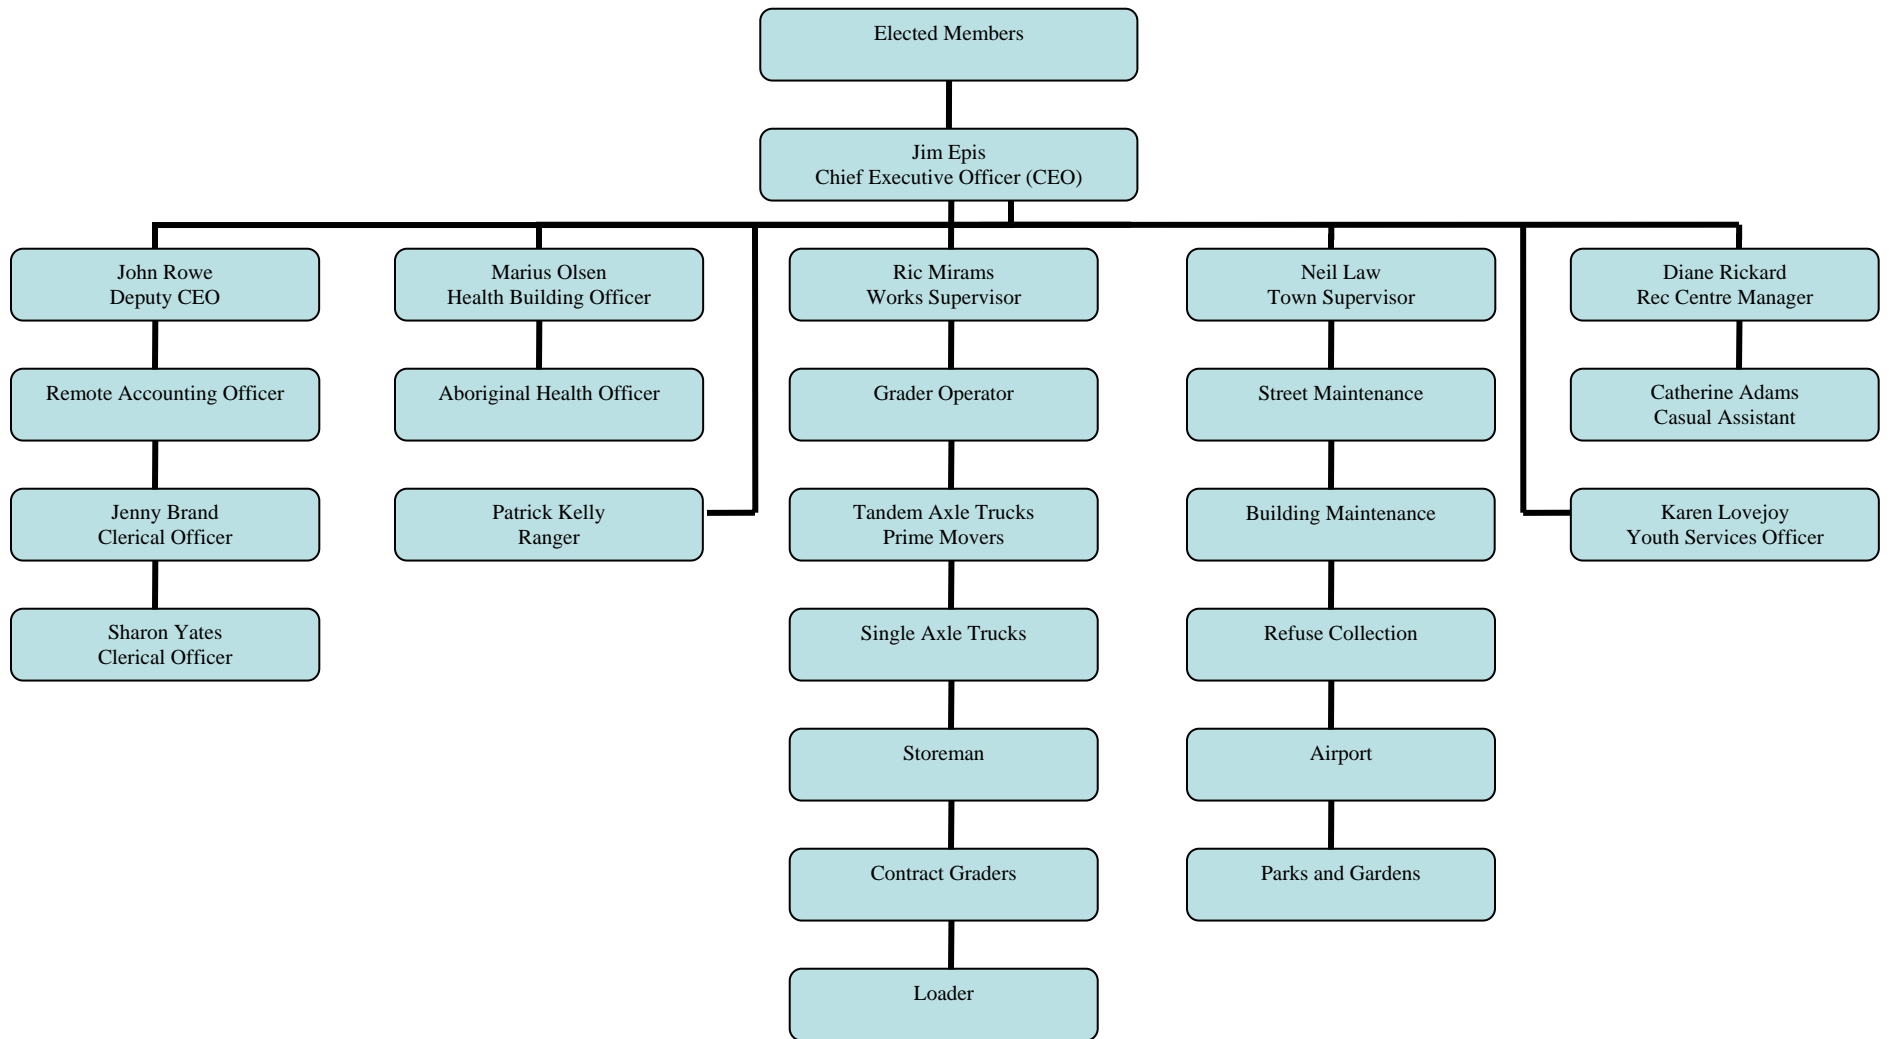 Elected Members
Jim Epis
Chief Executive Officer (CEO)
John Rowe
Deputy CEO
Marius Olsen
Health Building Officer
Ric Mirams
Works Supervisor
Neil Law
Town Supervisor
Diane Rickard
Rec Centre Manager
Remote Accounting Officer
Aboriginal Health Officer
Grader Operator
Street Maintenance
Catherine Adams
Casual Assistant
Jenny Brand
Clerical Officer
Patrick Kelly
Ranger
Tandem Axle Trucks
Prime Movers
Building Maintenance
Karen Lovejoy
Youth Services Officer
Sharon Yates
Clerical Officer
Single Axle Trucks
Refuse Collection
Storeman
Airport
Contract Graders
Parks and Gardens
Loader